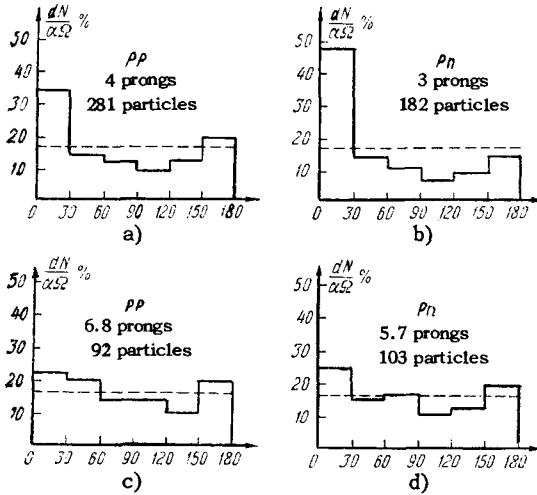 dN/αΩ %
50
40
30
20
10
0 30 60 90 120 150 180
pp
4 prongs
281 particles
a)
dN/αΩ %
50
40
30
20
10
0 30 60 90 120 150 180
pn
3 prongs
182 particles
b)
dN/αΩ %
50
40
30
20
10
0 30 60 90 120 150 180
pp
6.8 prongs
92 particles
c)
dN/αΩ %
50
40
30
20
10
0 30 60 90 120 150 180
pn
5.7 prongs
103 particles
d)